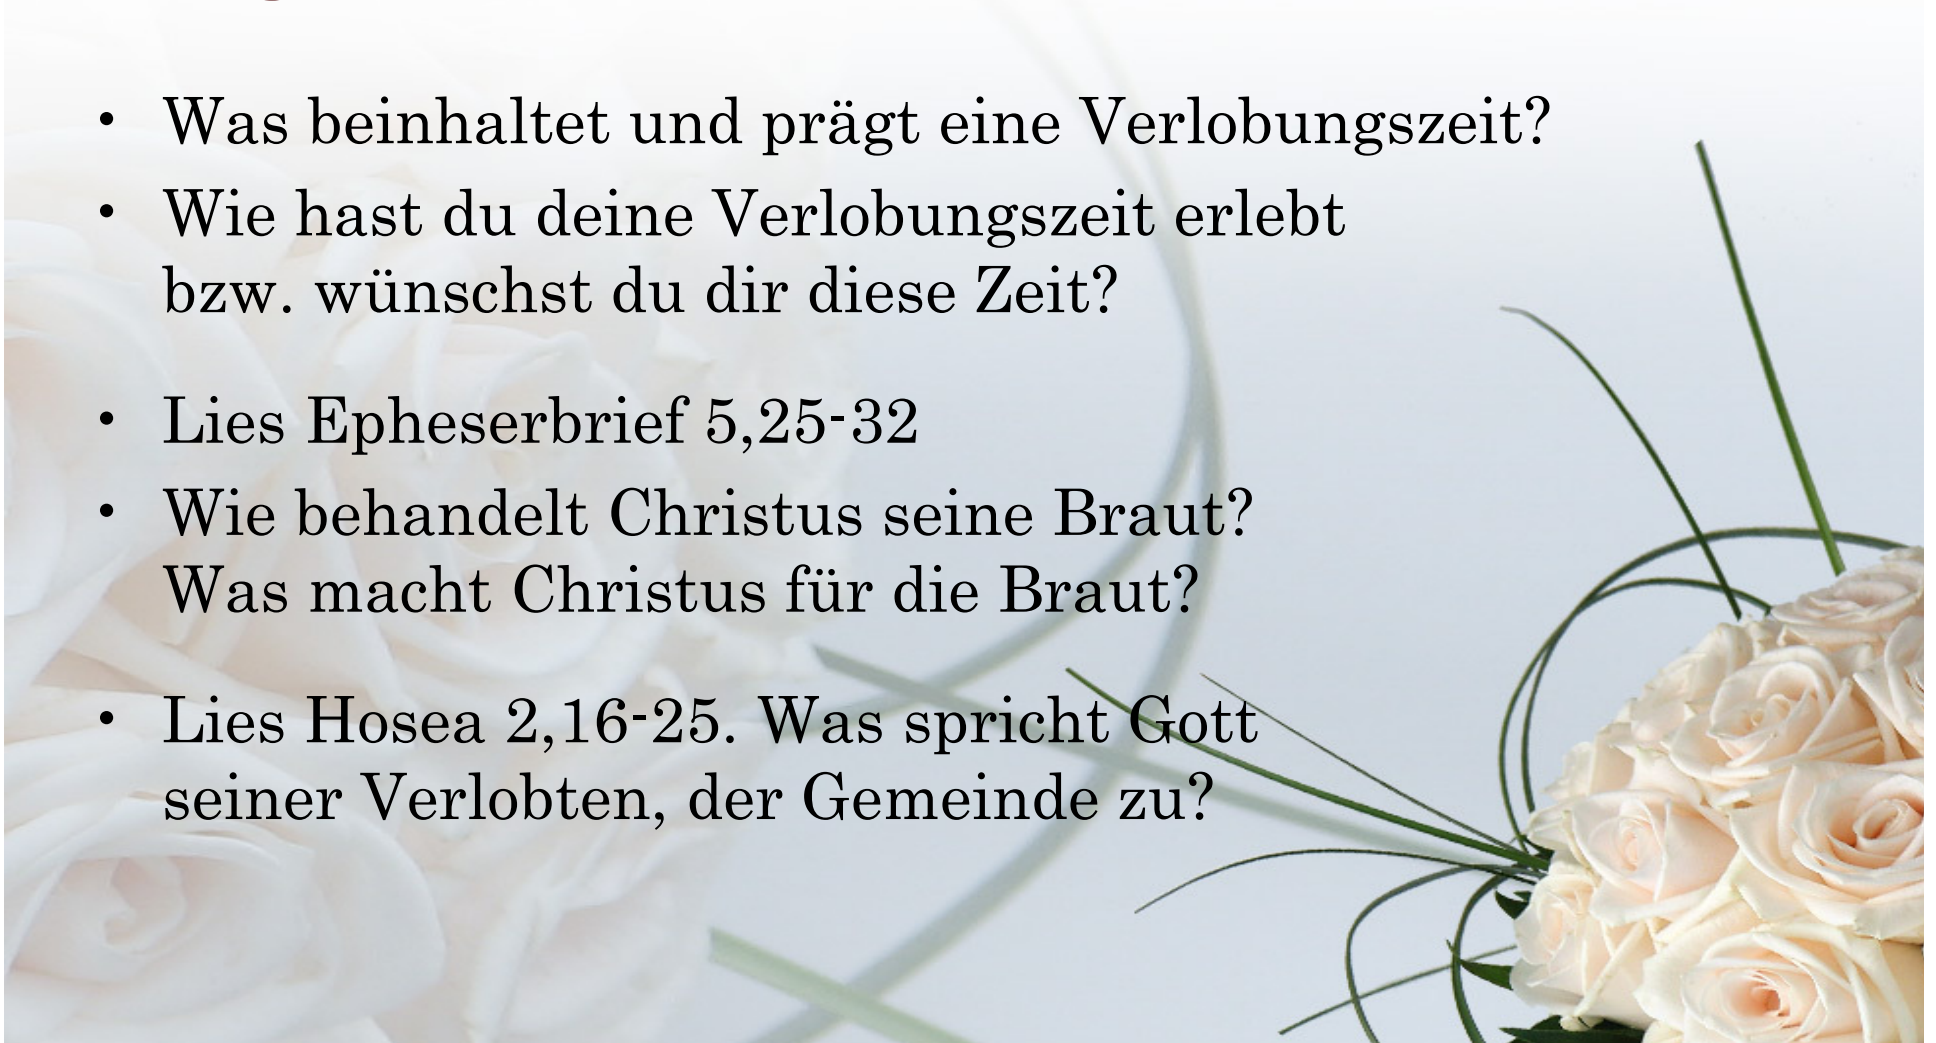 • Was beinhaltet und prägt eine Verlobungszeit?
• Wie hast du deine Verlobungszeit erlebt
bzw. wünschst du dir diese Zeit?
• Lies Epheserbrief 5,25-32
• Wie behandelt Christus seine Braut?
Was macht Christus für die Braut?
• Lies Hosea 2,16-25. Was spricht Gott
seiner Verlobten, der Gemeinde zu?